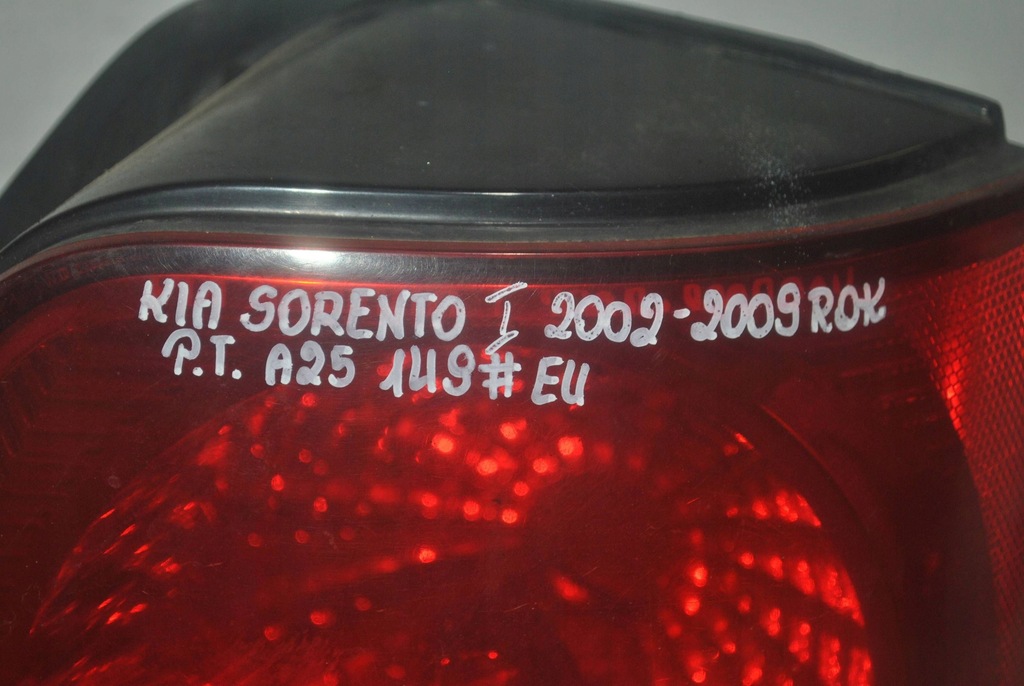 KIA SORENTO I 2002-2009 ROK
P.T. A25 149# EU